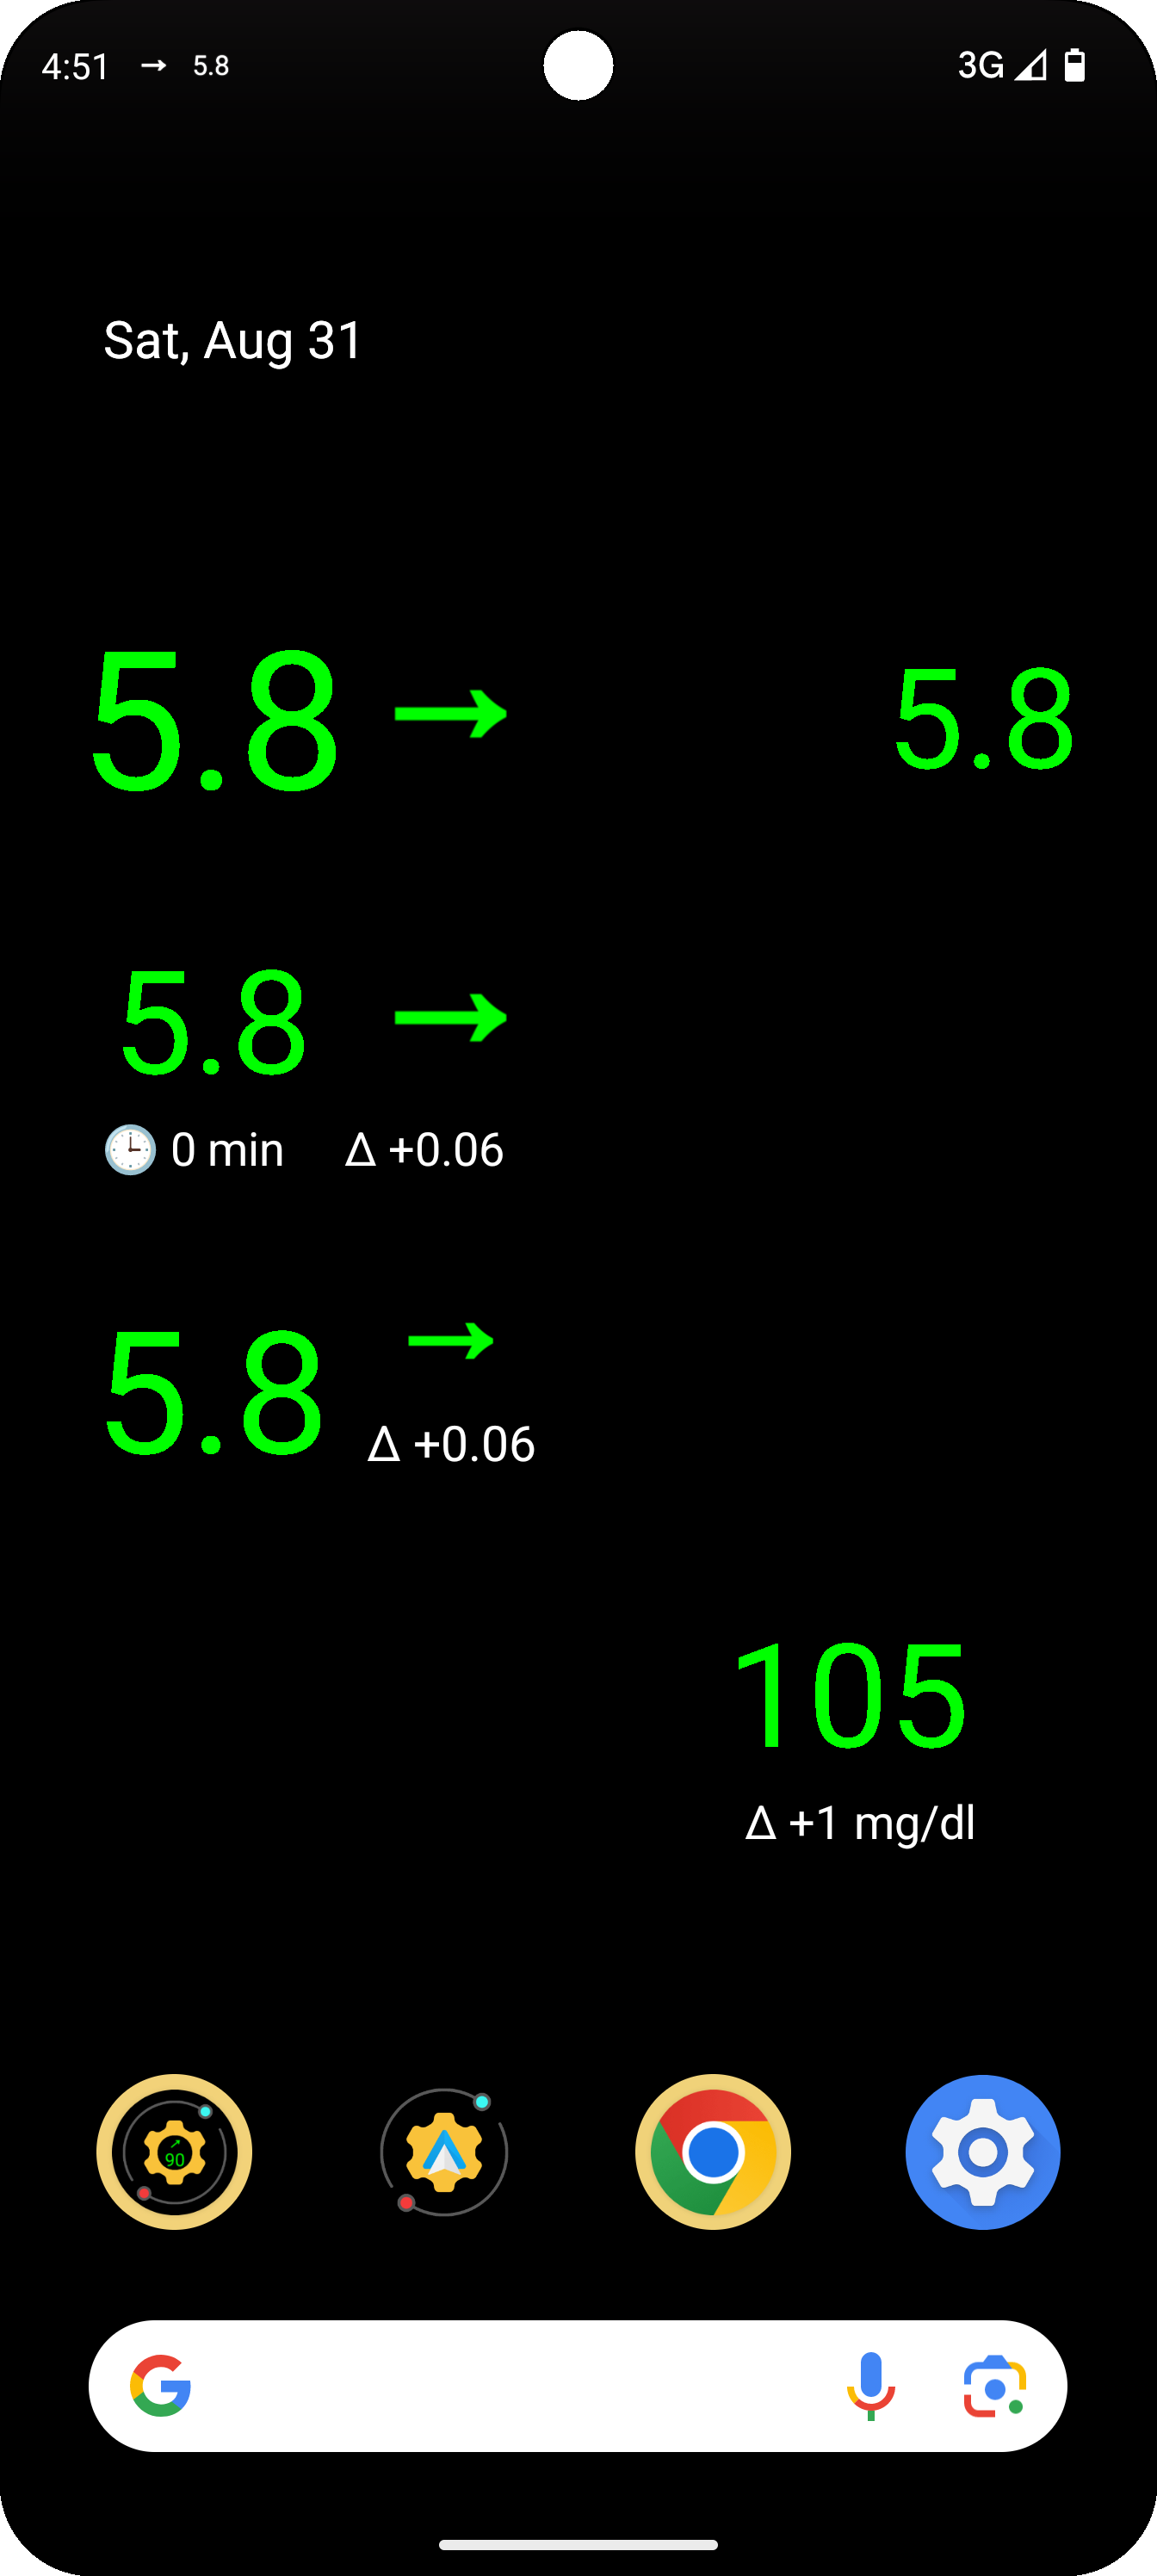 4:51 → 5.8 3G
Sat, Aug 31
5.8 → 5.8
5.8 →
🕒 0 min Δ +0.06
5.8 →
Δ +0.06
105
Δ +1 mg/dl
90